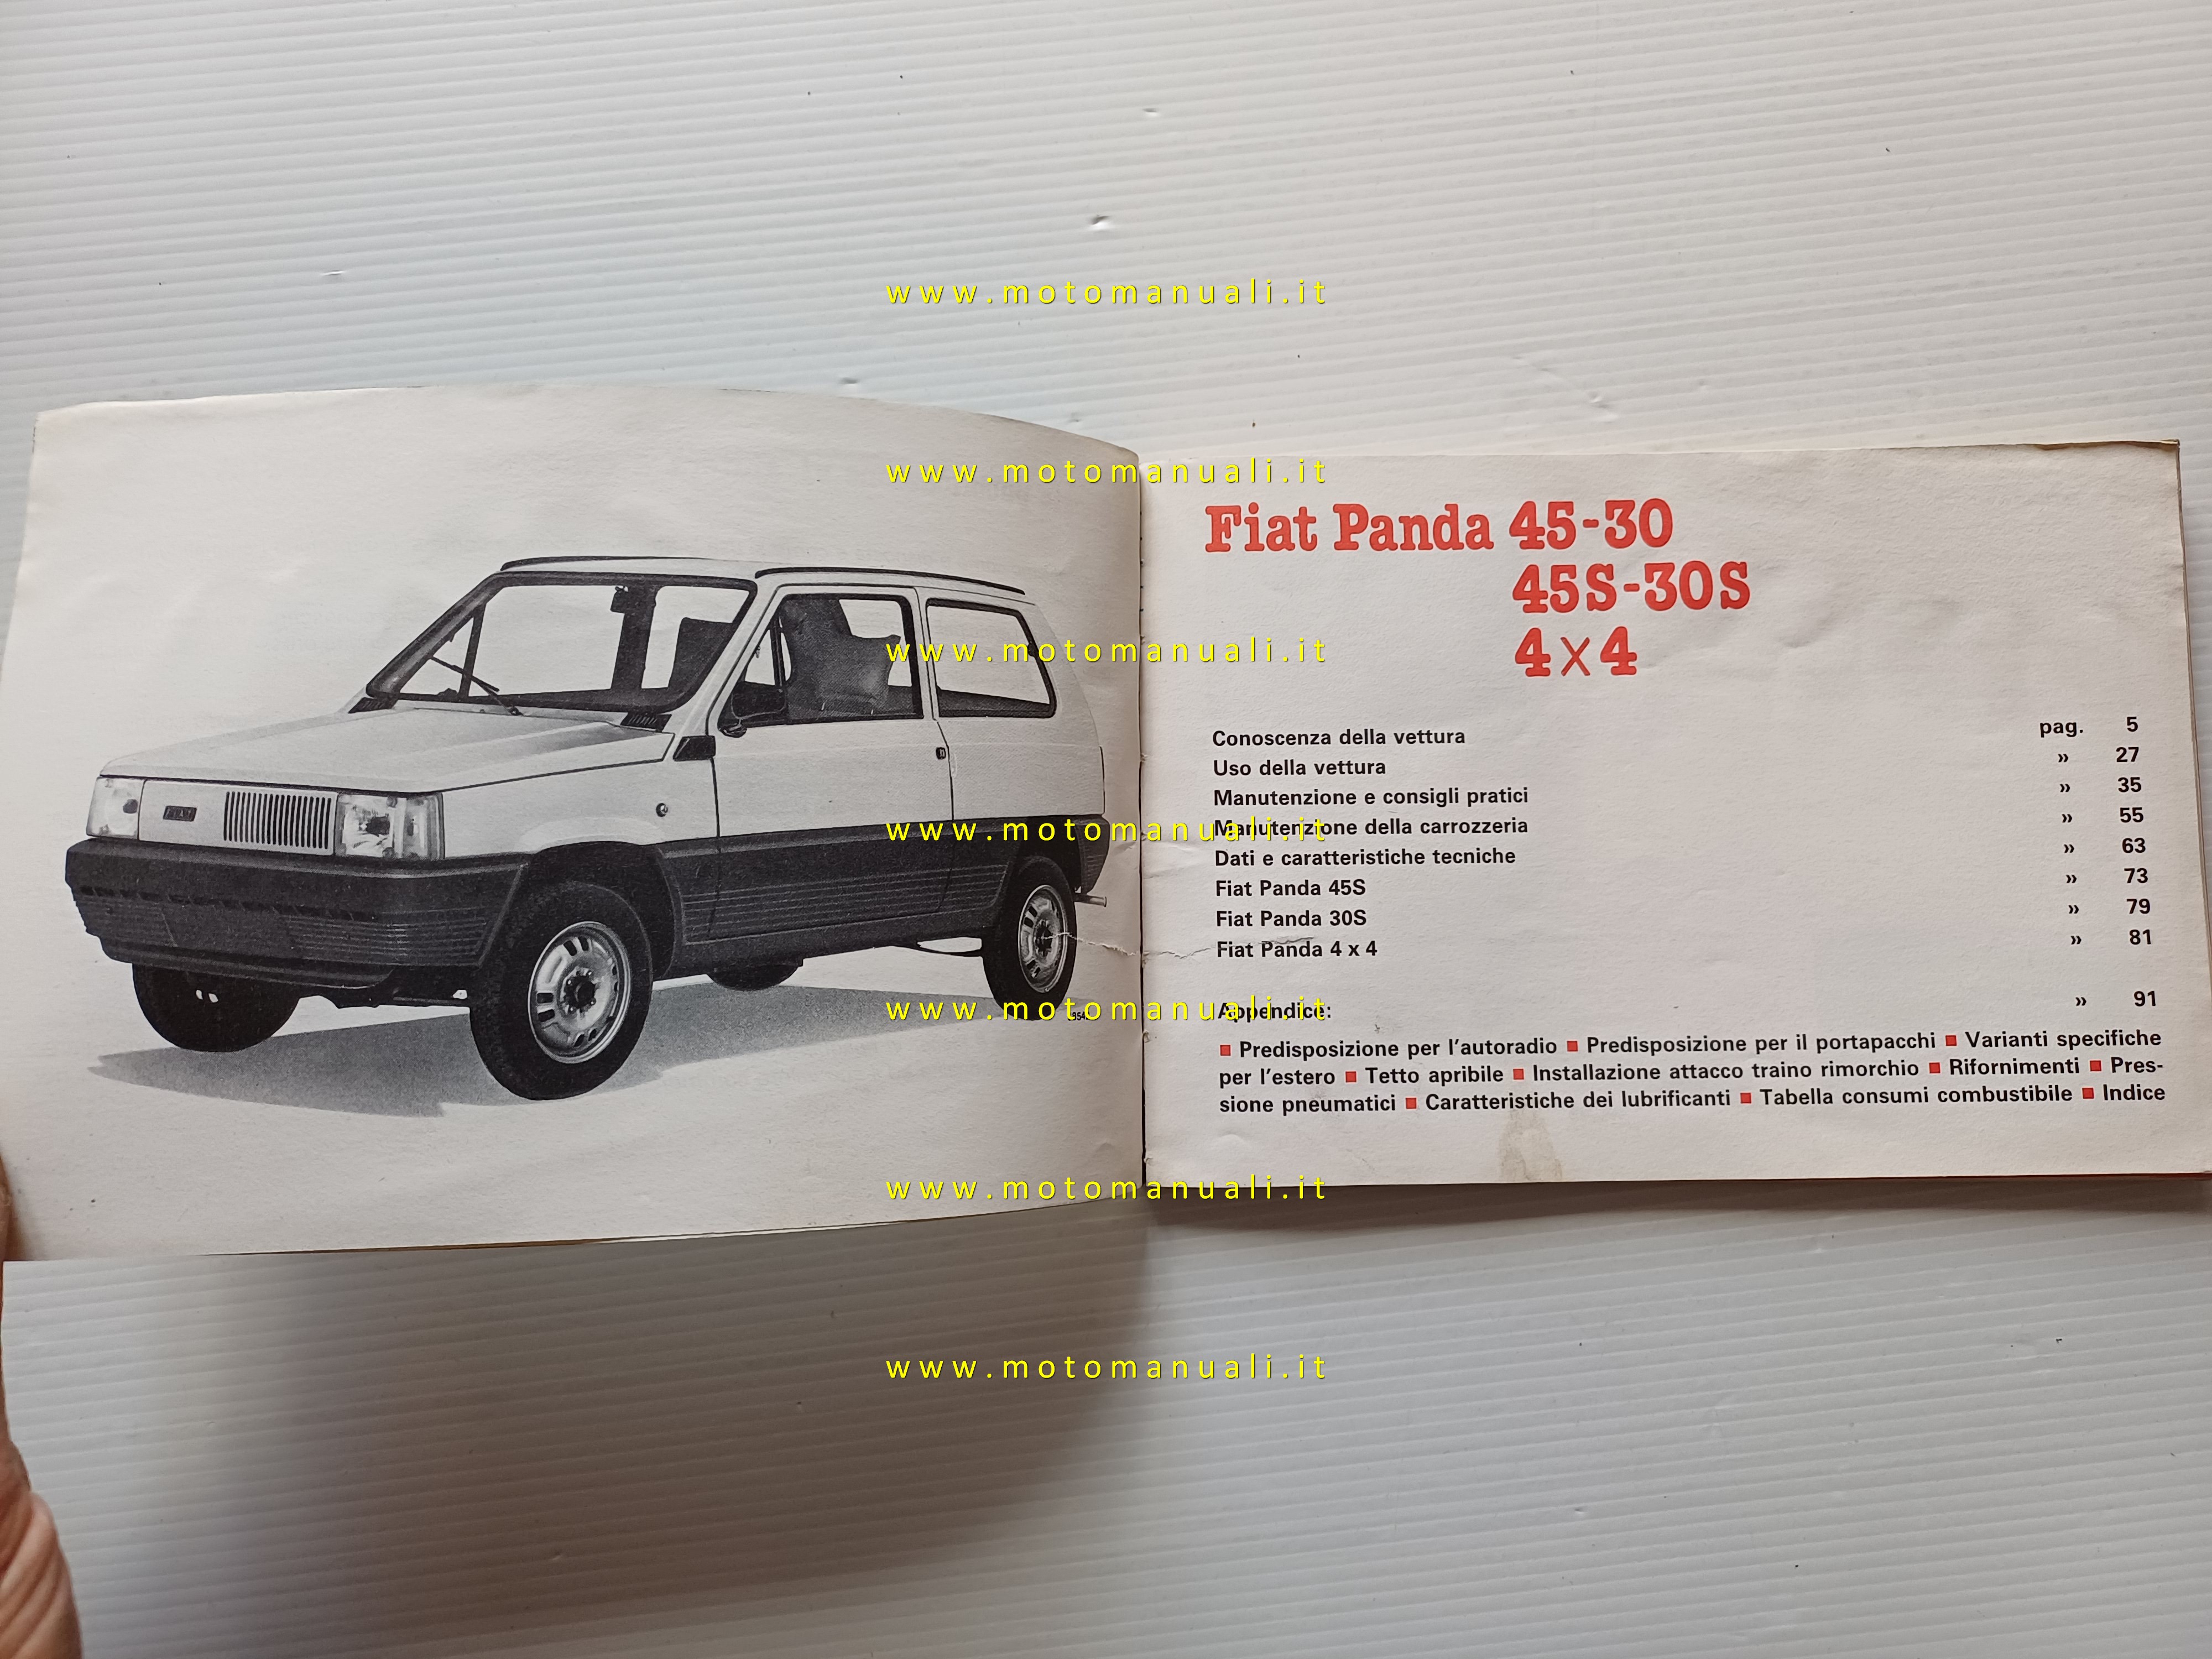 www.motomanuali.it
www.motomanuali.it
Fiat Panda 45-30
45S-30S
www.motomanuali.it
4x4
Conoscenza della vettura pag. 5
Uso della vettura » 27
Manutenzione e consigli pratici » 35
Manutenzione della carrozzeria » 55
www.motomanuali.it
Dati e caratteristiche tecniche » 63
Fiat Panda 45S » 73
Fiat Panda 30S » 79
Fiat Panda 4 x 4 » 81
FIAT
Appendice: » 91
www.motomanuali.it
■ Predisposizione per l'autoradio ■ Predisposizione per il portapacchi ■ Varianti specifiche
per l'estero ■ Tetto apribile ■ Installazione attacco traino rimorchio ■ Rifornimenti ■ Pres-
sione pneumatici ■ Caratteristiche dei lubrificanti ■ Tabella consumi combustibile ■ Indice
www.motomanuali.it
www.motomanuali.it